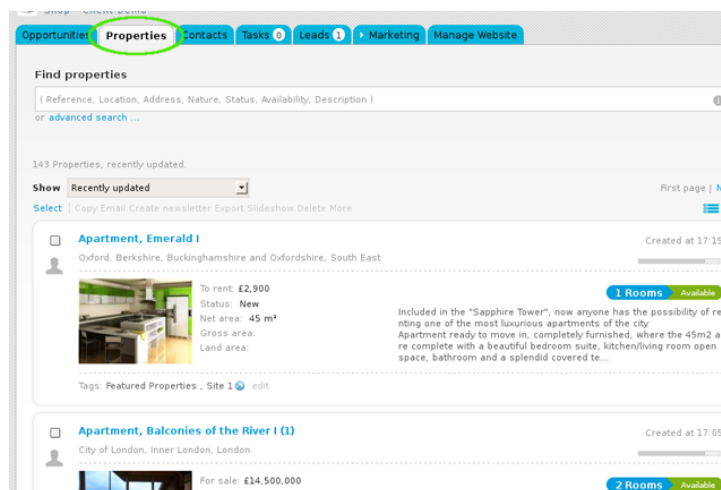 Shop - Client Demo
Opportunities Properties Contacts Tasks 0 Leads 1 Marketing Manage Website
Find properties
( Reference, Location, Address, Nature, Status, Availability, Description )
or advanced search ...
143 Properties, recently updated.
Show Recently updated First page |
Select | Copy Email Create newsletter Export Slideshow Delete More
Apartment, Emerald I Created at 17:15
Oxford, Berkshire, Buckinghamshire and Oxfordshire, South East
To rent: £2,900 1 Rooms Available
Status: New
Net area: 45 m²
Gross area:
Land area:
Included in the "Sapphire Tower", now anyone has the possibility of re
nting one of the most luxurious apartments of the city
Apartment ready to move in, completely furnished, where the 45m2 a
re complete with a beautiful bedroom suite, kitchen/living room open
space, bathroom and a splendid covered te...
Tags: Featured Properties , Site 1 edit
Apartment, Balconies of the River I (1) Created at 17:05
City of London, Inner London, London
For sale: £14,500,000 2 Rooms Available